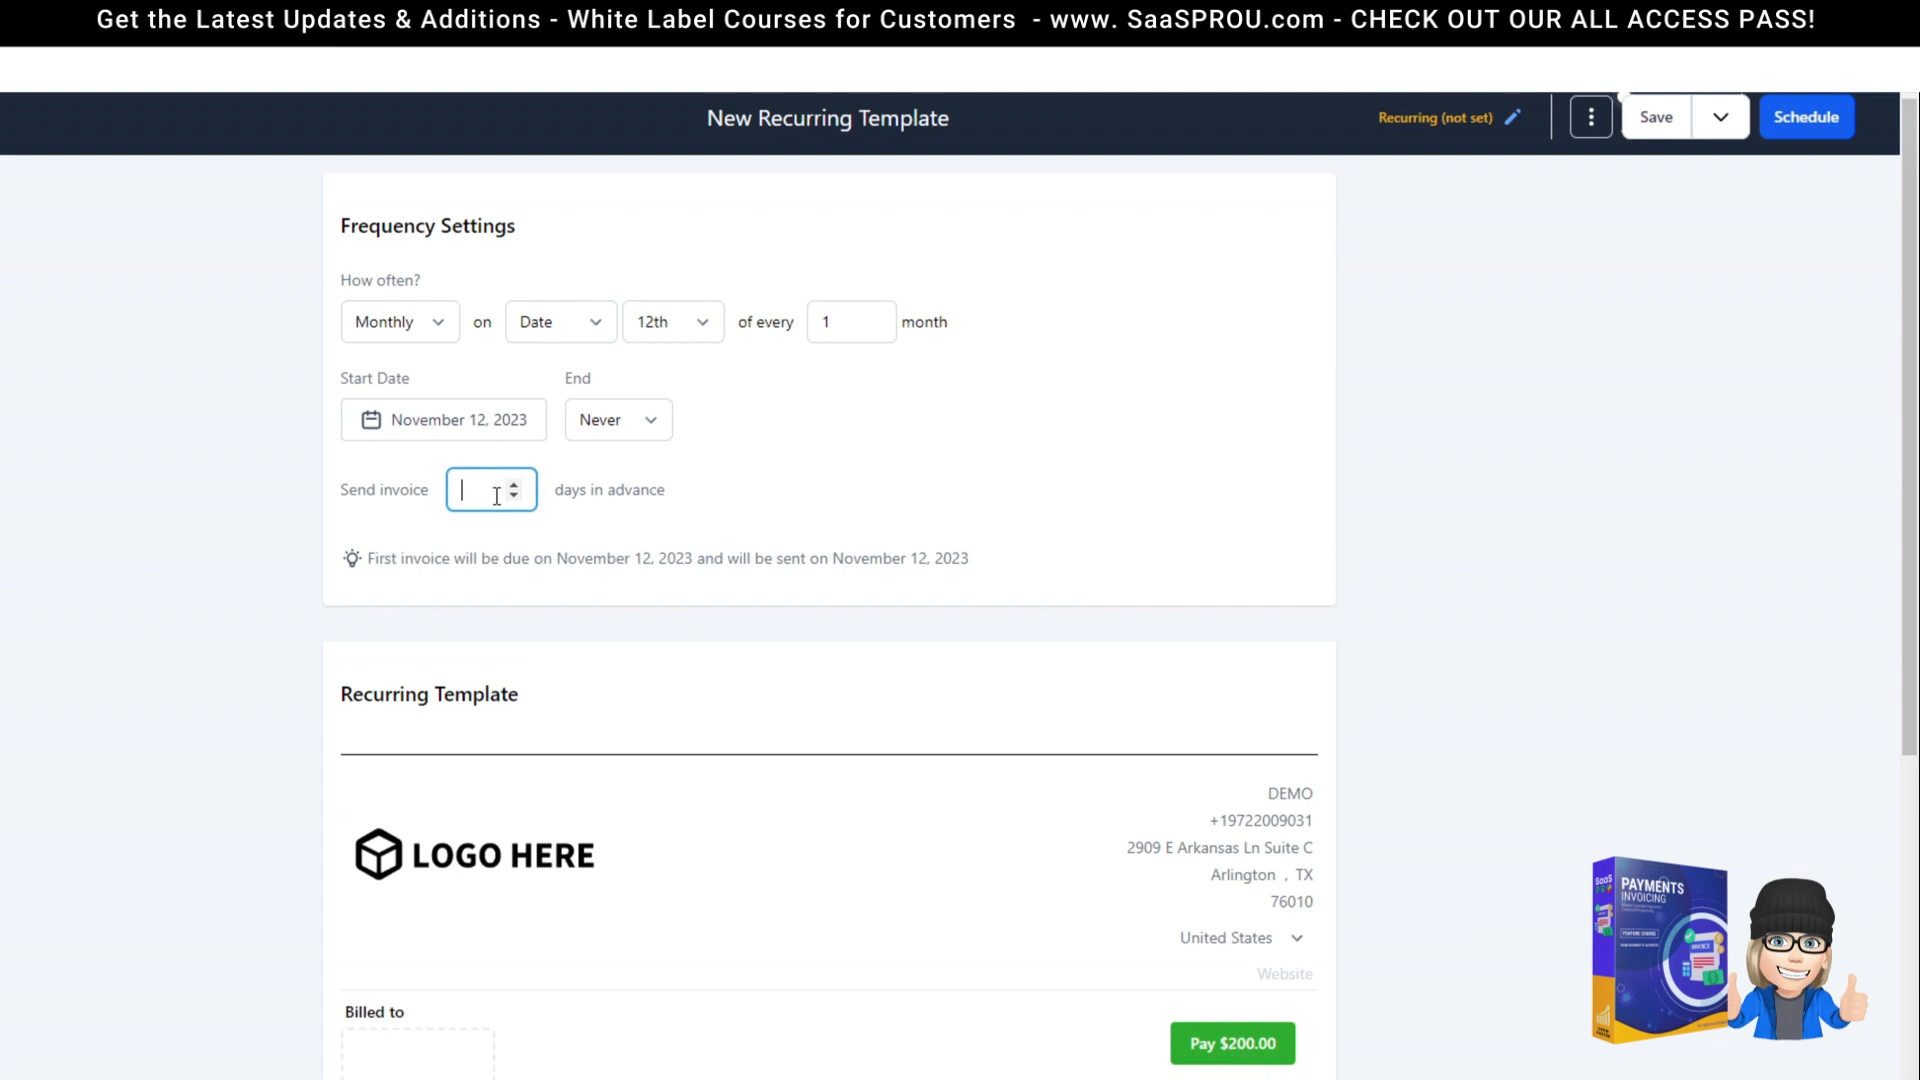 Get the Latest Updates & Additions - White Label Courses for Customers - www. SaaSPROU.com - CHECK OUT OUR ALL ACCESS PASS!
New Recurring Template
Recurring (not set)
Save
Schedule
Frequency Settings
How often?
Monthly on Date 12th of every 1 month
Start Date End
November 12, 2023 Never
Send invoice days in advance
First invoice will be due on November 12, 2023 and will be sent on November 12, 2023
Recurring Template
LOGO HERE
DEMO
+19722009031
2909 E Arkansas Ln Suite C
Arlington , TX
76010
United States
Website
Billed to
Pay $200.00
PAYMENTS
INVOICING
FEATURE COURSE
INVOICE